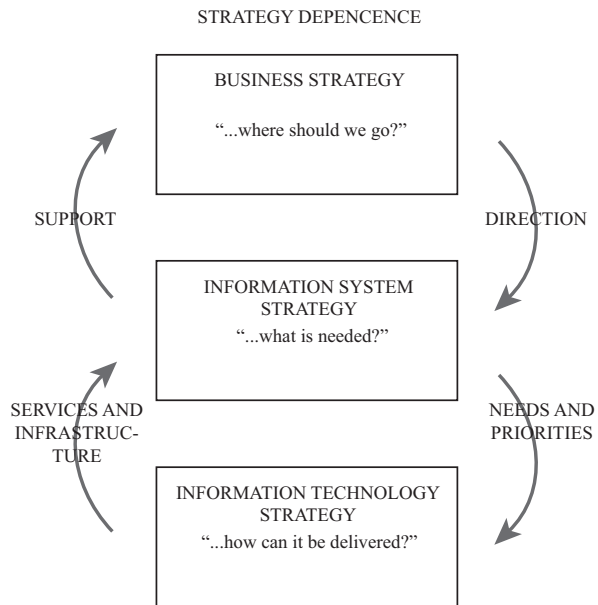 STRATEGY DEPENCENCE
BUSINESS STRATEGY
“...where should we go?”
SUPPORT
DIRECTION
INFORMATION SYSTEM
STRATEGY
“...what is needed?”
SERVICES AND
INFRASTRUC-
TURE
NEEDS AND
PRIORITIES
INFORMATION TECHNOLOGY
STRATEGY
“...how can it be delivered?”